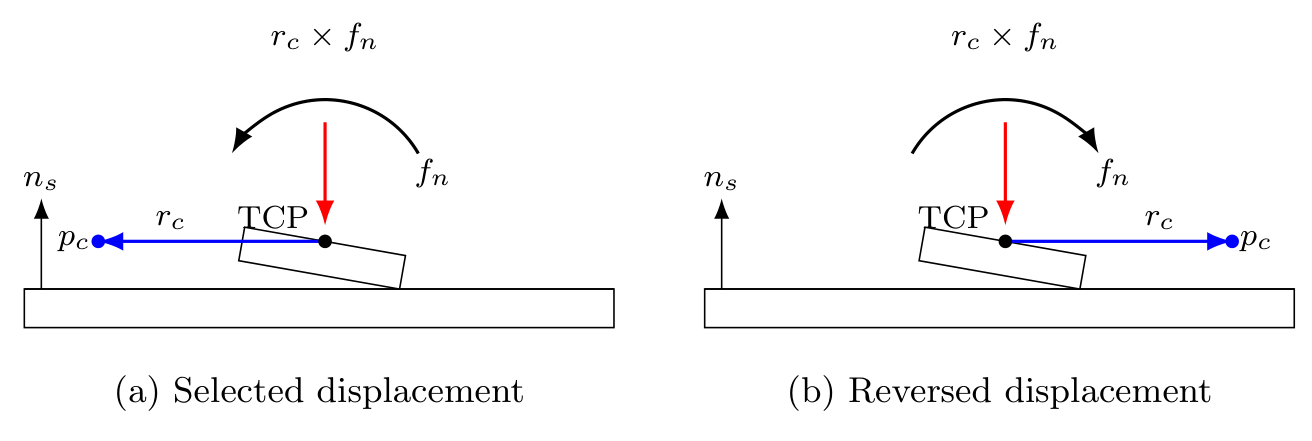 r_c × f_n
f_n
n_s
TCP
r_c
p_c
(a) Selected displacement
r_c × f_n
f_n
n_s
TCP
r_c
p_c
(b) Reversed displacement